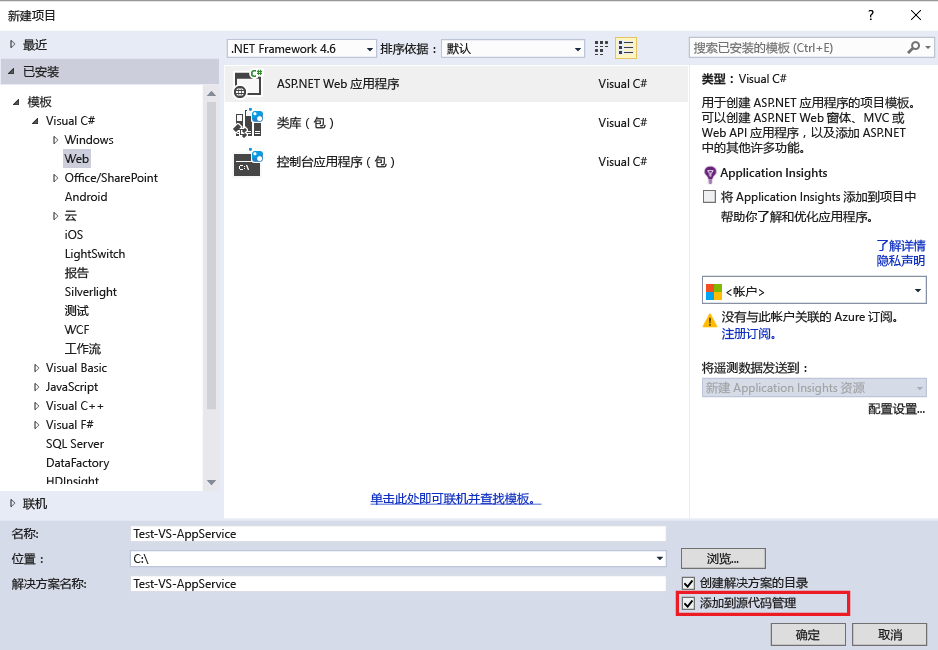 新建项目
?
最近
.NET Framework 4.6
排序依据：
默认
搜索已安装的模板 (Ctrl+E)
已安装
模板
Visual C#
Windows
Web
Office/SharePoint
Android
云
iOS
LightSwitch
报告
Silverlight
测试
WCF
工作流
Visual Basic
JavaScript
Visual C++
Visual F#
SQL Server
DataFactory
HDInsight
联机
C#
ASP.NET Web 应用程序
Visual C#
类库（包）
Visual C#
C:\
控制台应用程序（包）
Visual C#
单击此处即可联机并查找模板。
类型：Visual C#
用于创建 ASP.NET 应用程序的项目模板。
可以创建 ASP.NET Web 窗体、MVC 或
Web API 应用程序，以及添加 ASP.NET
中的其他许多功能。
Application Insights
将 Application Insights 添加到项目中
帮助你了解和优化应用程序。
了解详情
隐私声明
<帐户>
没有与此帐户关联的 Azure 订阅。
注册订阅。
将遥测数据发送到：
新建 Application Insights 资源
配置设置...
名称:
Test-VS-AppService
位置：
C:\
浏览...
解决方案名称:
Test-VS-AppService
创建解决方案的目录
添加到源代码管理
确定
取消